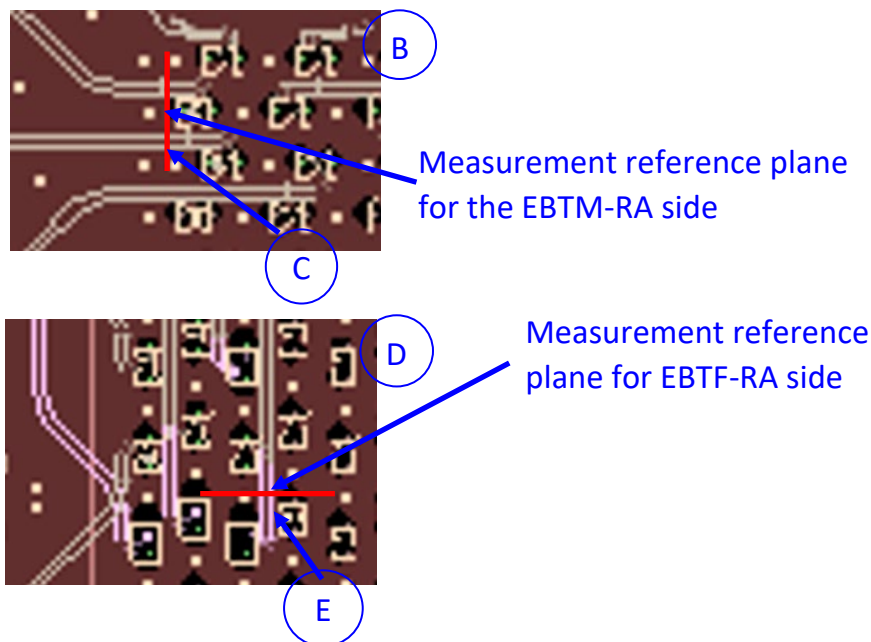 B
Measurement reference plane
for the EBTM-RA side
C
D
Measurement reference
plane for EBTF-RA side
E